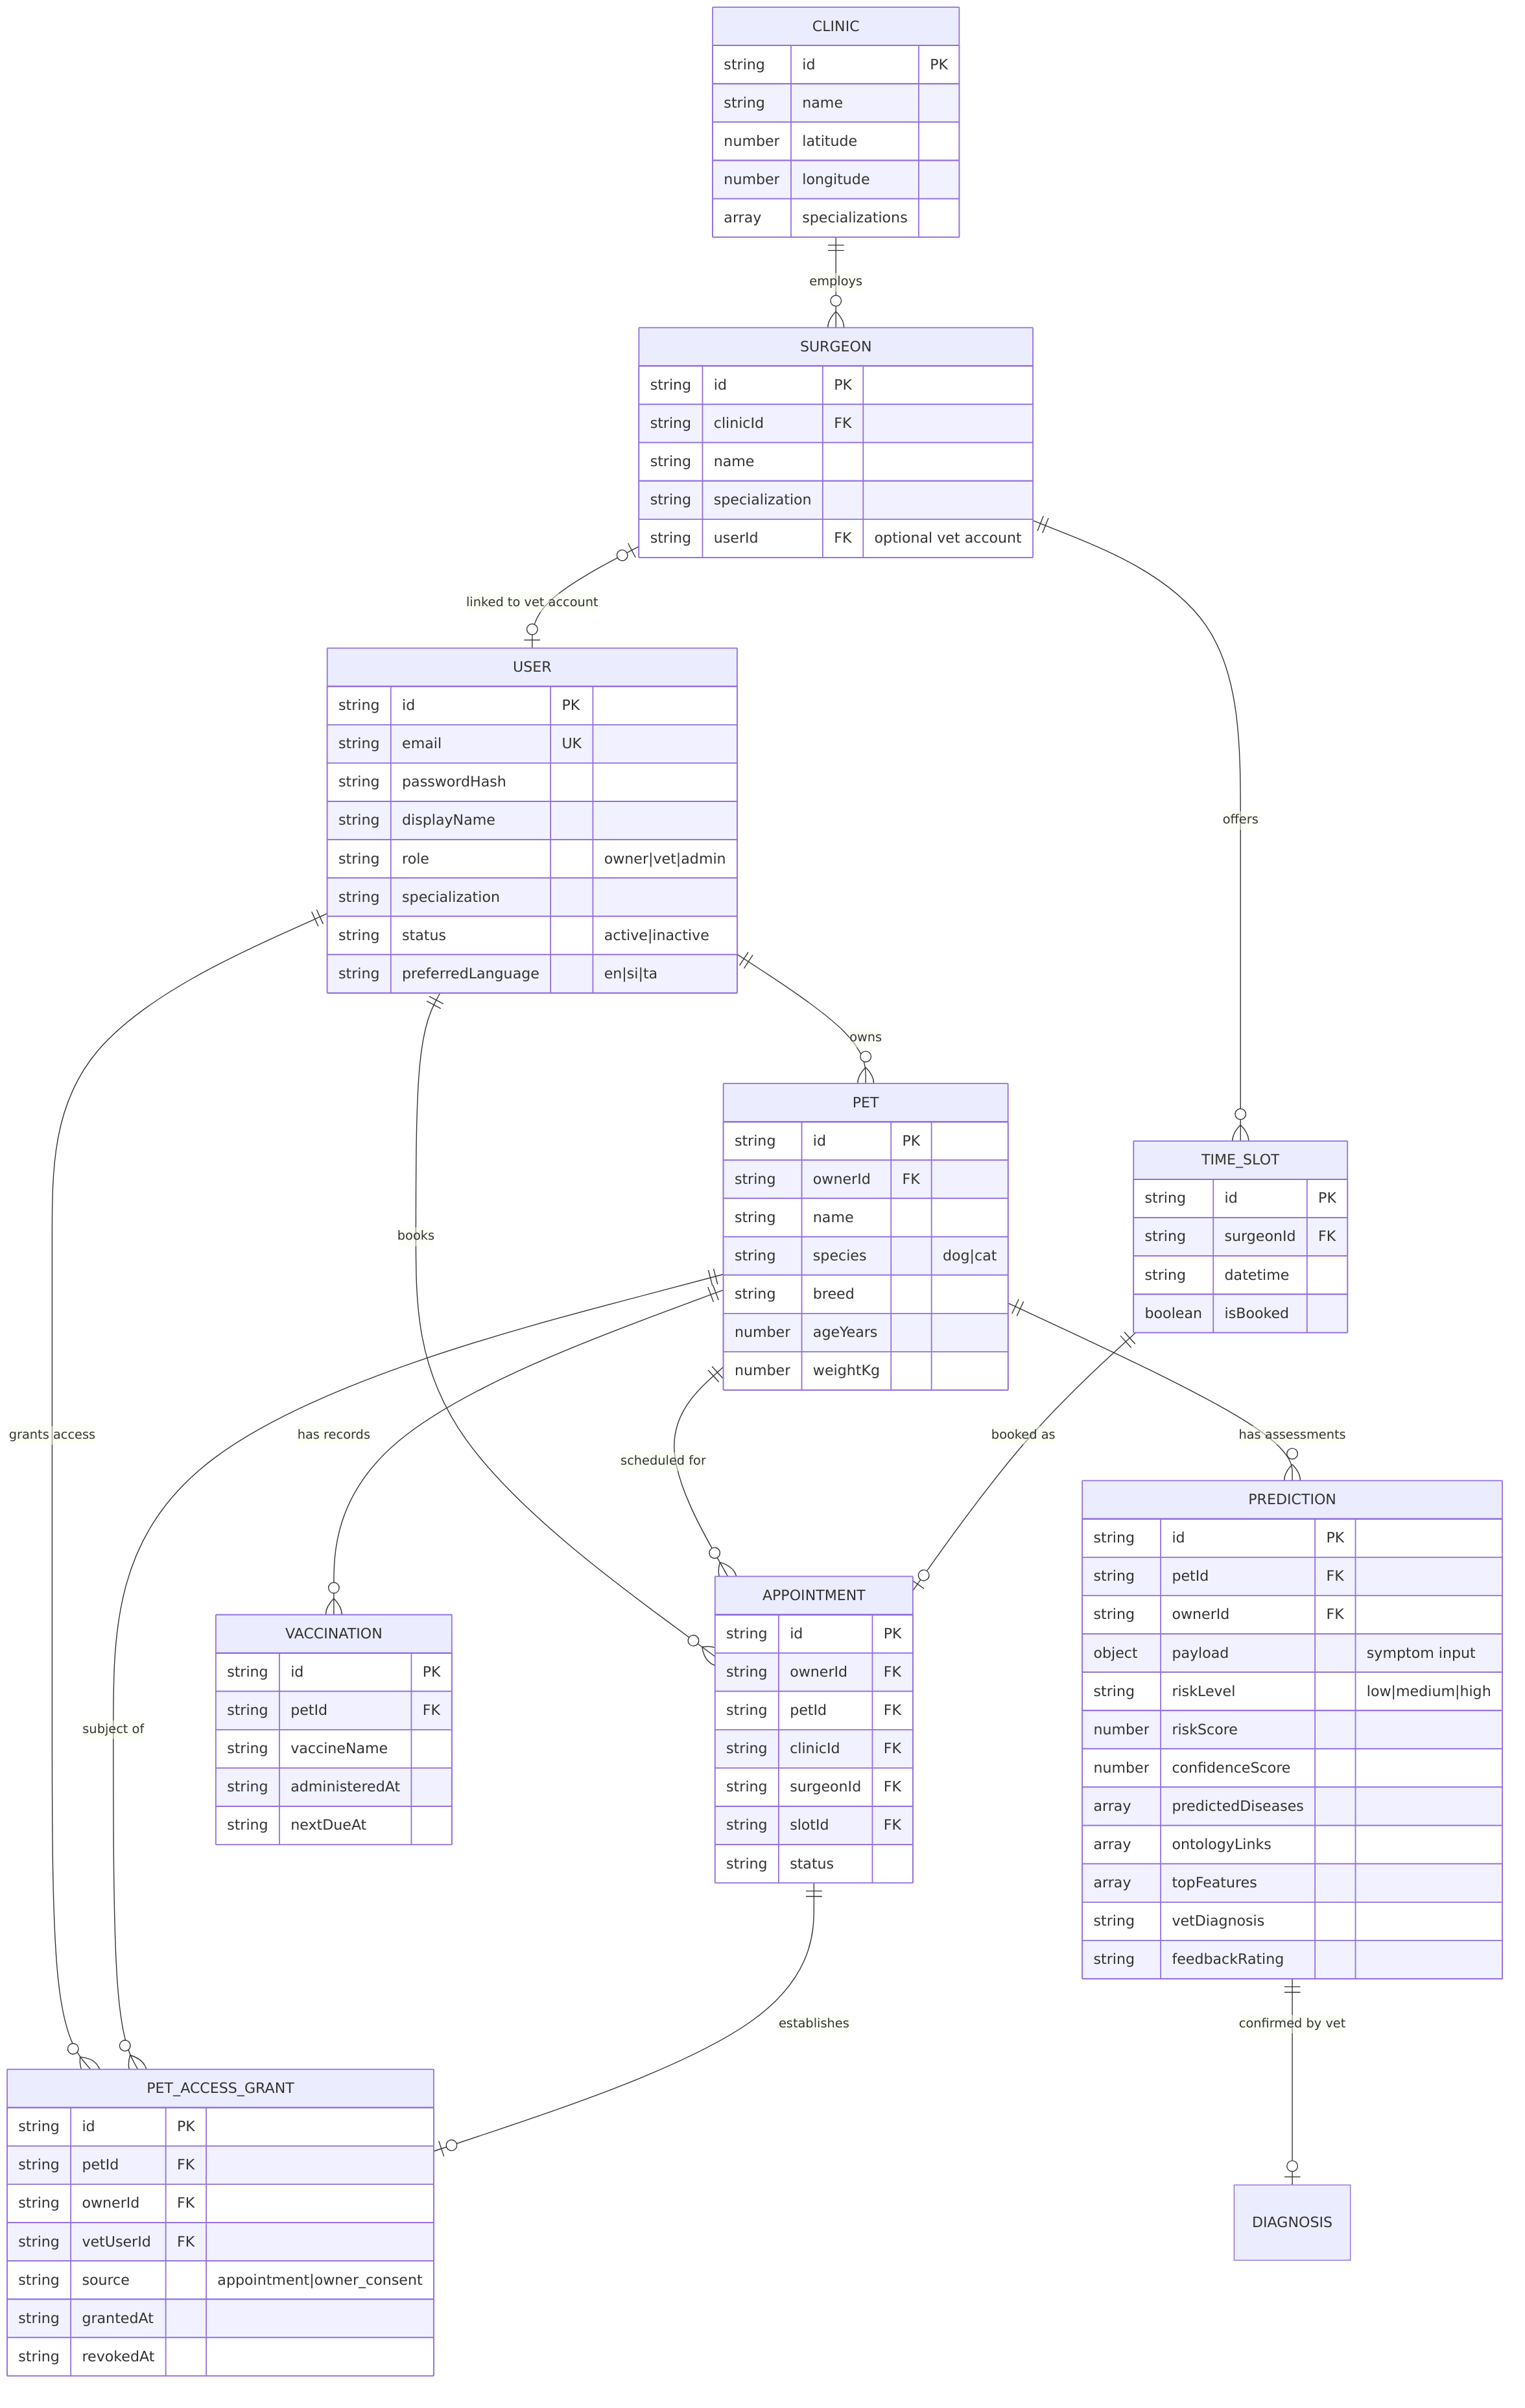 CLINIC
string id PK
string name
number latitude
number longitude
array specializations
employs
SURGEON
string id PK
string clinicId FK
string name
string specialization
string userId FK optional vet account
linked to vet account
USER
string id PK
string email UK
string passwordHash
string displayName
string role owner|vet|admin
string specialization
string status active|inactive
string preferredLanguage en|si|ta
offers
owns
PET
string id PK
string ownerId FK
string name
string species dog|cat
string breed
number ageYears
number weightKg
TIME_SLOT
string id PK
string surgeonId FK
string datetime
boolean isBooked
books
grants access
has records
scheduled for
booked as
has assessments
PREDICTION
string id PK
string petId FK
string ownerId FK
object payload symptom input
string riskLevel low|medium|high
number riskScore
number confidenceScore
array predictedDiseases
array ontologyLinks
array topFeatures
string vetDiagnosis
string feedbackRating
APPOINTMENT
string id PK
string ownerId FK
string petId FK
string clinicId FK
string surgeonId FK
string slotId FK
string status
VACCINATION
string id PK
string petId FK
string vaccineName
string administeredAt
string nextDueAt
subject of
establishes
confirmed by vet
PET_ACCESS_GRANT
string id PK
string petId FK
string ownerId FK
string vetUserId FK
string source appointment|owner_consent
string grantedAt
string revokedAt
DIAGNOSIS